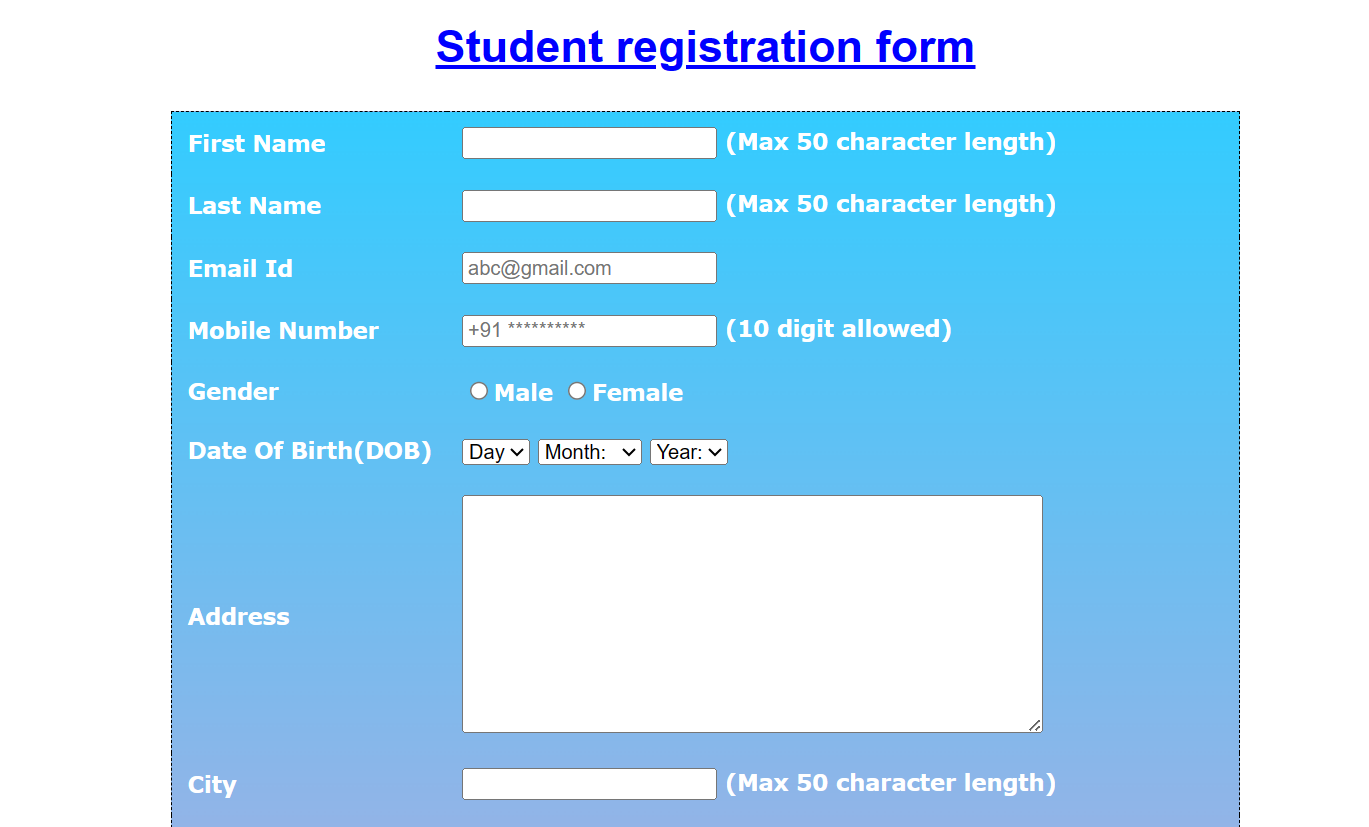 Student registration form
First Name (Max 50 character length)
Last Name (Max 50 character length)
Email Id abc@gmail.com
Mobile Number +91 ********** (10 digit allowed)
Gender Male Female
Date Of Birth(DOB) Day Month: Year:
Address
City (Max 50 character length)